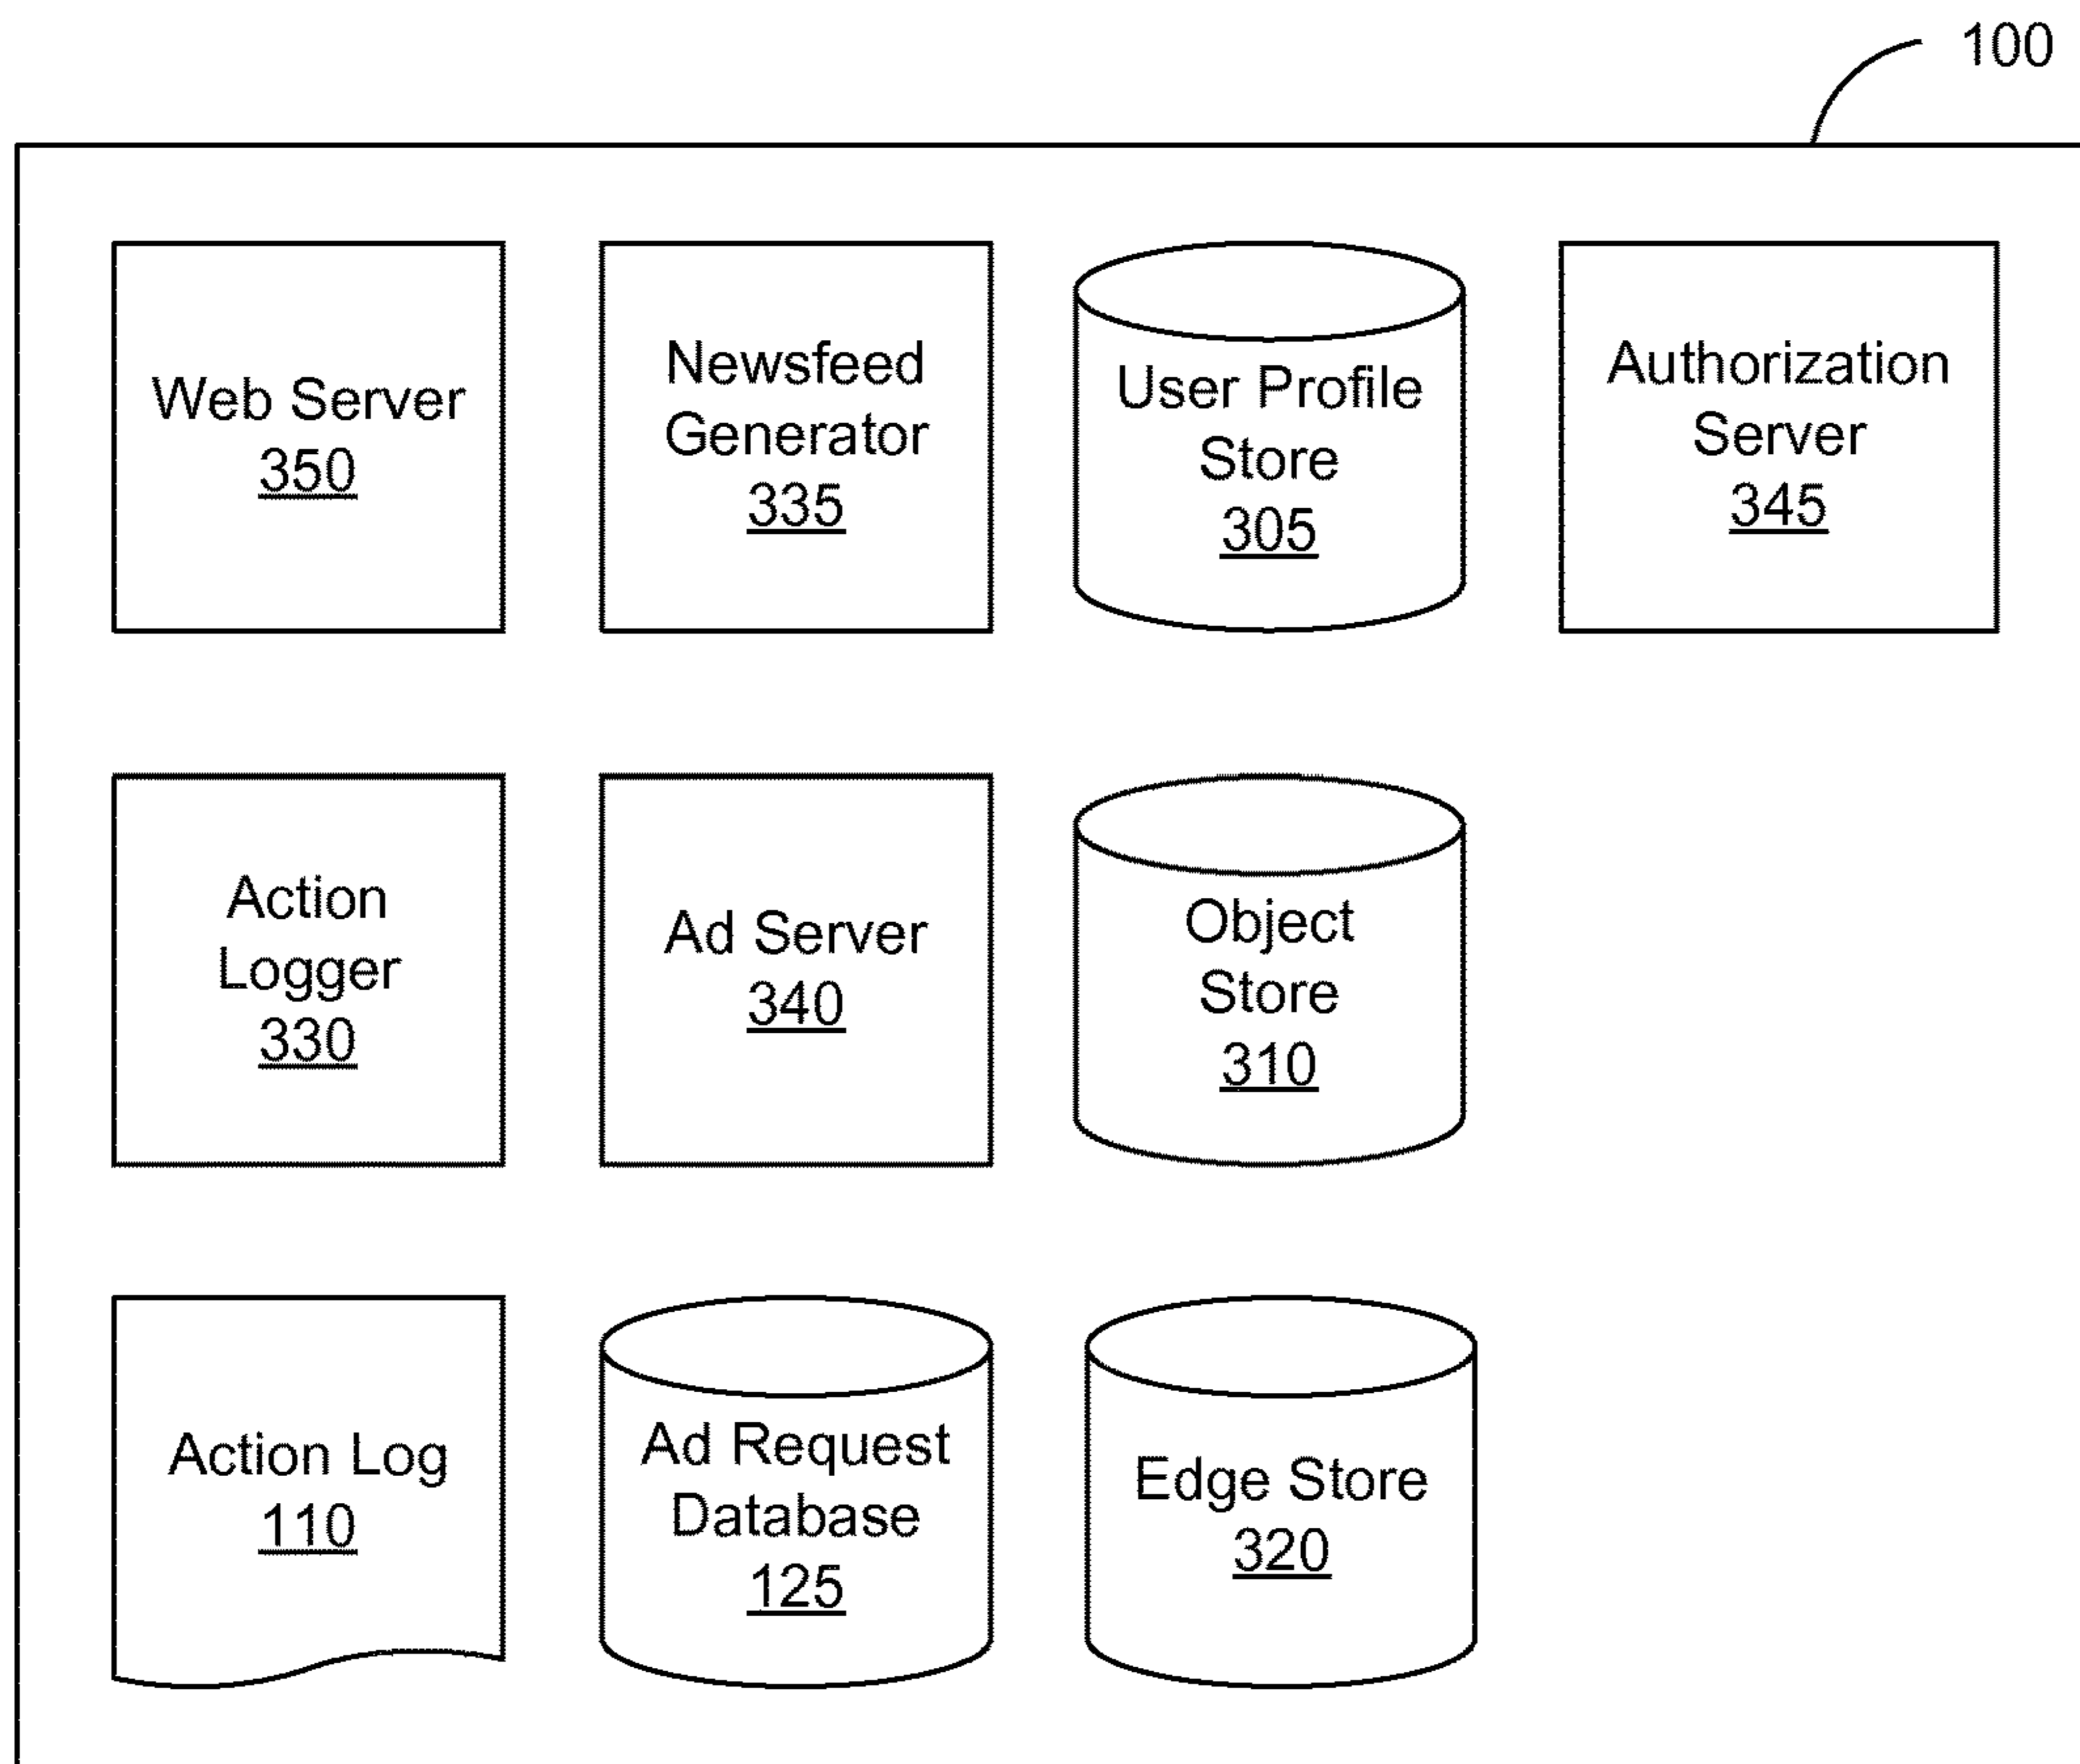 100
Web Server
350
Newsfeed
Generator
335
User Profile
Store
305
Authorization
Server
345
Action
Logger
330
Ad Server
340
Object
Store
310
Action Log
110
Ad Request
Database
125
Edge Store
320